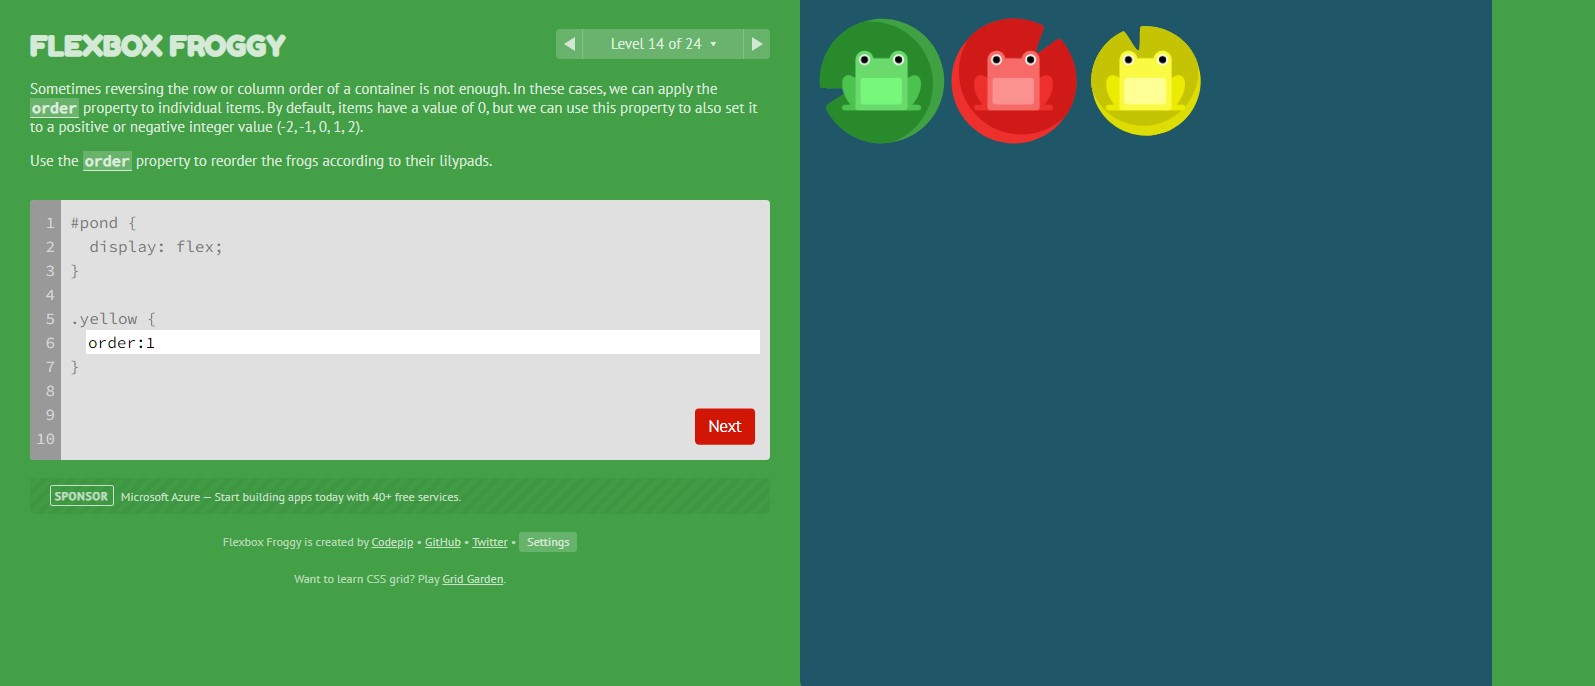 FLEXBOX FROGGY
Level 14 of 24
Sometimes reversing the row or column order of a container is not enough. In these cases, we can apply the
order property to individual items. By default, items have a value of 0, but we can use this property to also set it
to a positive or negative integer value (-2, -1, 0, 1, 2).
Use the order property to reorder the frogs according to their lilypads.
1 #pond {
2 display: flex;
3 }
4
5 .yellow {
6 order:1
7 }
8
9
10
Next
SPONSOR Microsoft Azure — Start building apps today with 40+ free services.
Flexbox Froggy is created by Codepip • GitHub • Twitter • Settings
Want to learn CSS grid? Play Grid Garden.